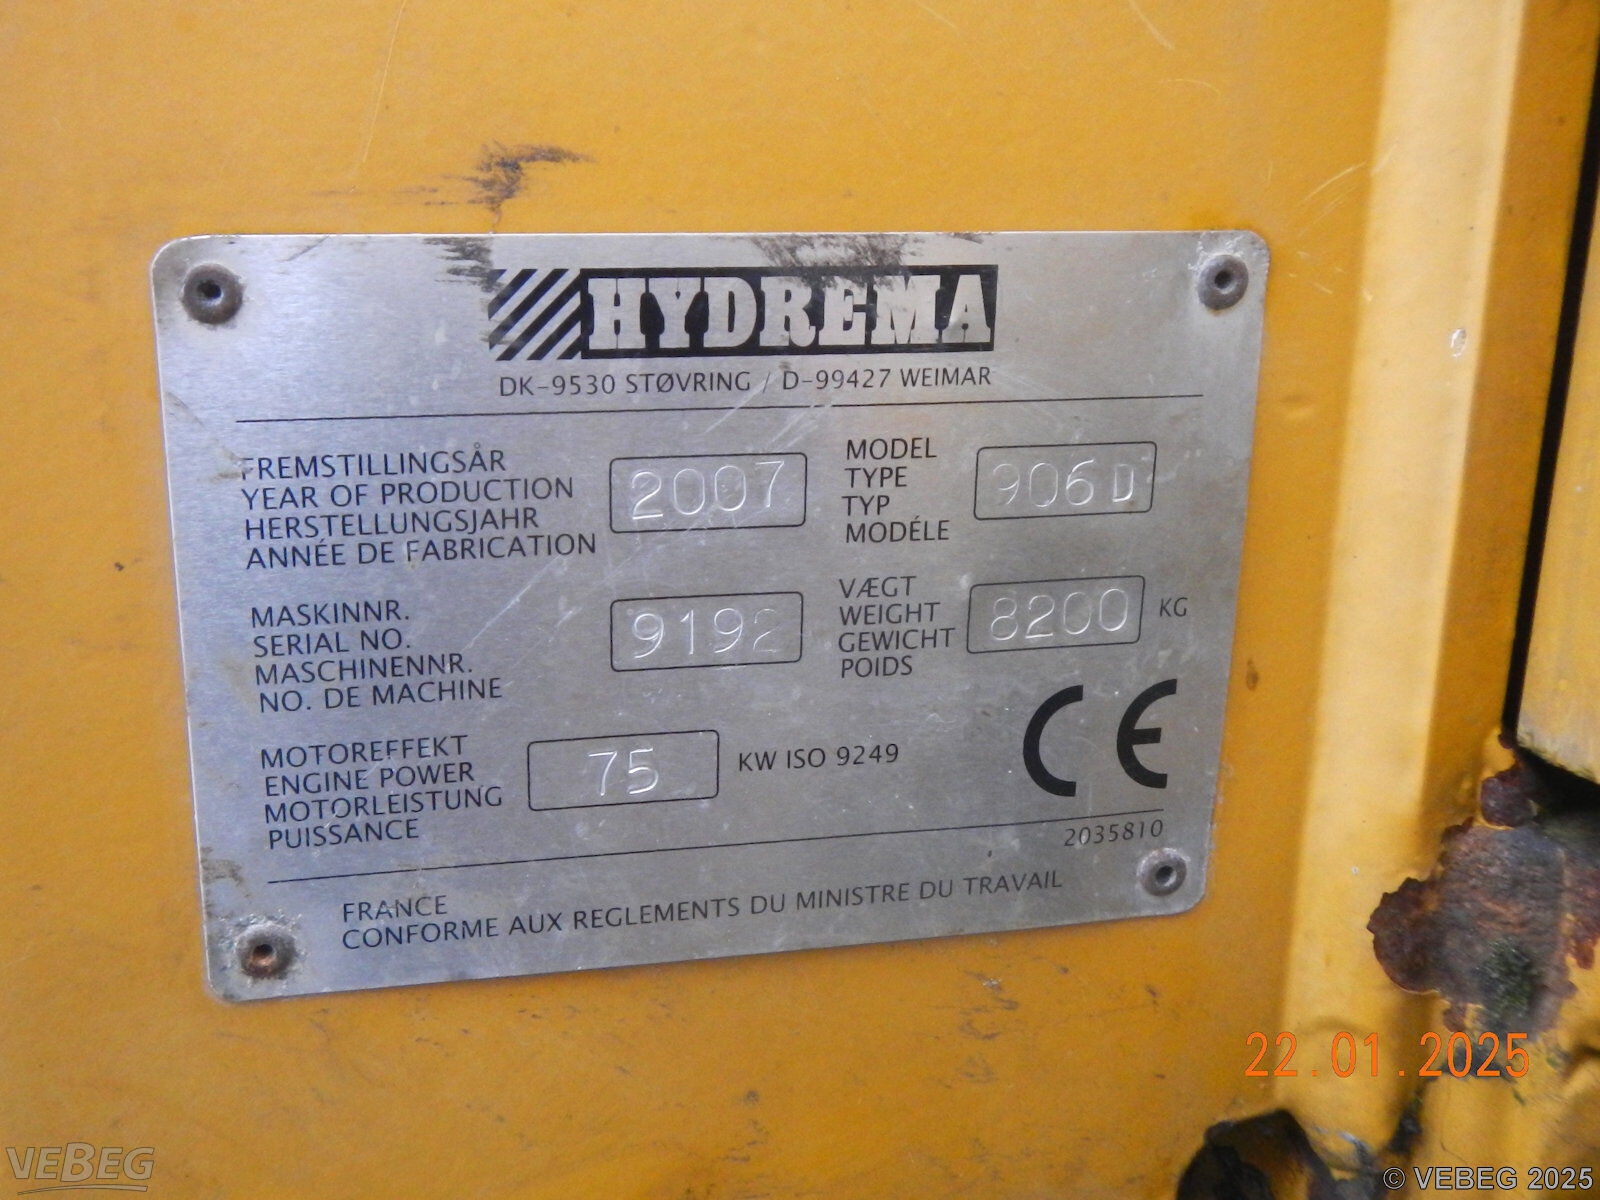 HYDREMA
DK-9530 STØVRING / D-99427 WEIMAR
FREMSTILLINGSÅR
YEAR OF PRODUCTION
HERSTELLUNGSJAHR
ANNÉE DE FABRICATION
2007
MODEL
TYPE
TYP
MODÉLE
906D
MASKINNR.
SERIAL NO.
MASCHINENNR.
NO. DE MACHINE
9192
VÆGT
WEIGHT
GEWICHT
POIDS
8200 KG
MOTOREFFEKT
ENGINE POWER
MOTORLEISTUNG
PUISSANCE
75 KW ISO 9249
CE
2035810
FRANCE
CONFORME AUX REGLEMENTS DU MINISTRE DU TRAVAIL
22.01.2025
VEBEG
© VEBEG 2025